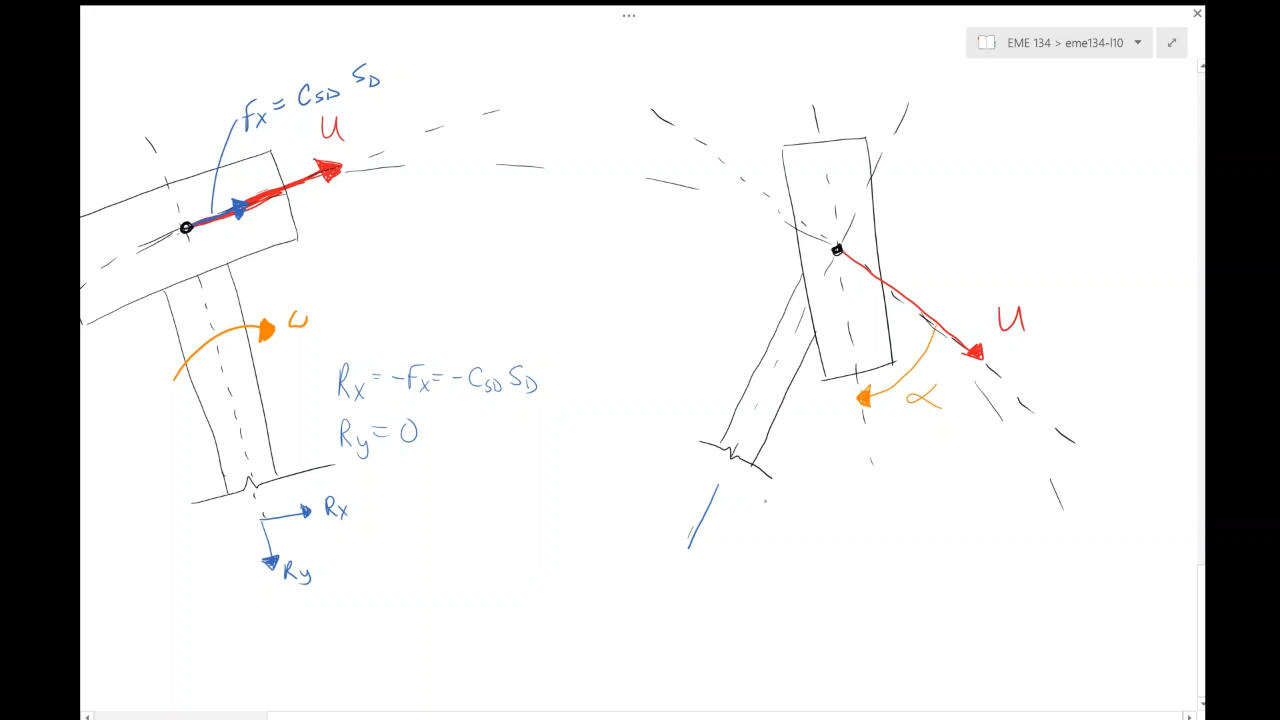 EME 134 > eme134-l10
Fx = CSD SD
U
ω
Rx = -Fx = -CSD SD
Ry = 0
Rx
Ry
U
α